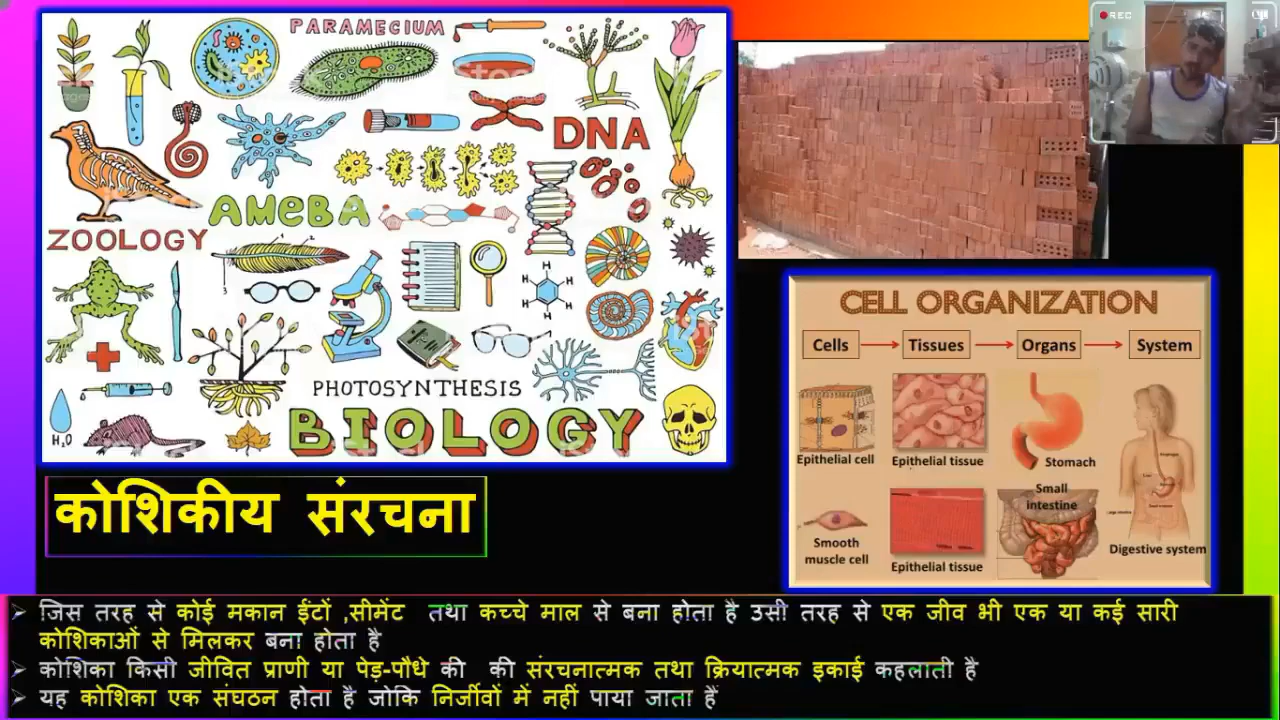 PARAMECIUM
REC
DNA
AMEBA
ZOOLOGY
PHOTOSYNTHESIS
H₂O
BIOLOGY
CELL ORGANIZATION
Cells
Tissues
Organs
System
Epithelial cell
Epithelial tissue
Stomach
Small
intestine
Smooth
muscle cell
Epithelial tissue
Digestive system
कोशिकीय संरचना
➢ जिस तरह से कोई मकान ईंटों ,सीमेंट तथा कच्चे माल से बना होता है उसी तरह से एक जीव भी एक या कई सारी
कोशिकाओं से मिलकर बना होता है
➢ कोशिका किसी जीवित प्राणी या पेड़-पौधे की की संरचनात्मक तथा क्रियात्मक इकाई कहलाती है
➢ यह कोशिका एक संघठन होता है जोकि निर्जीवों में नहीं पाया जाता है